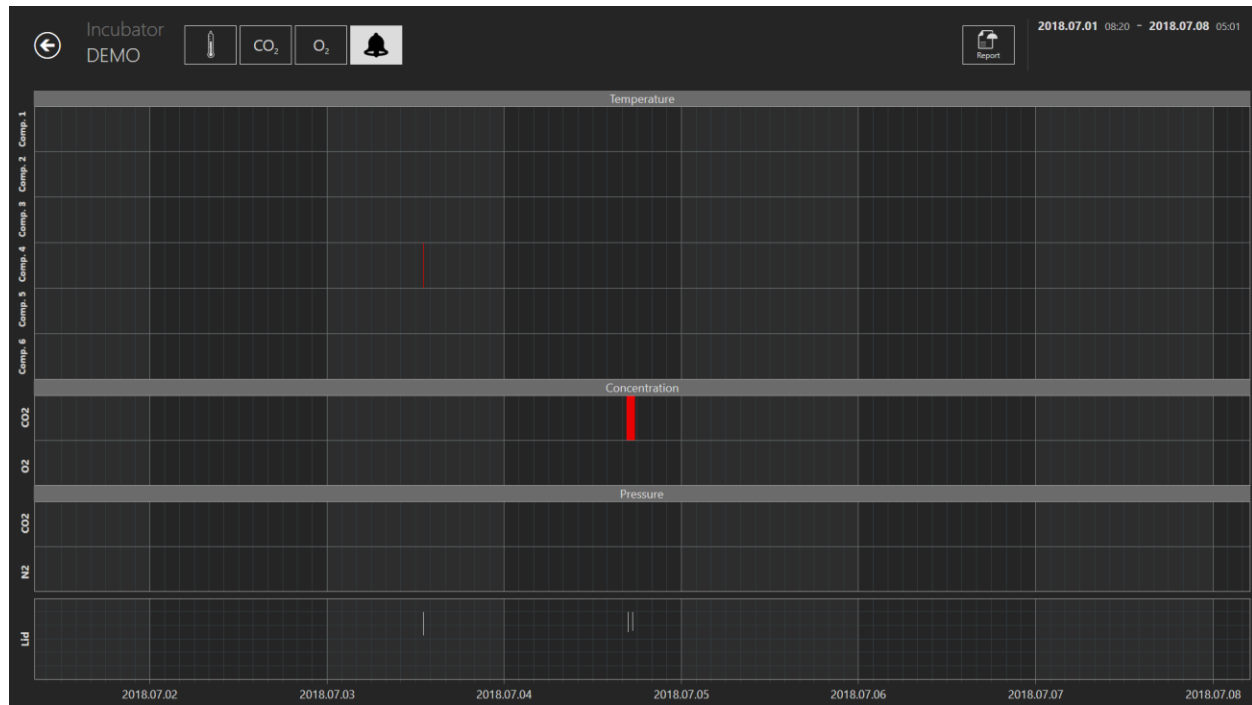 Incubator
DEMO
CO₂
O₂
Report
2018.07.01 08:20 - 2018.07.08 05:01
Temperature
Comp. 1
Comp. 2
Comp. 3
Comp. 4
Comp. 5
Comp. 6
Concentration
CO2
O2
Pressure
CO2
N2
Lid
2018.07.02 2018.07.03 2018.07.04 2018.07.05 2018.07.06 2018.07.07 2018.07.08